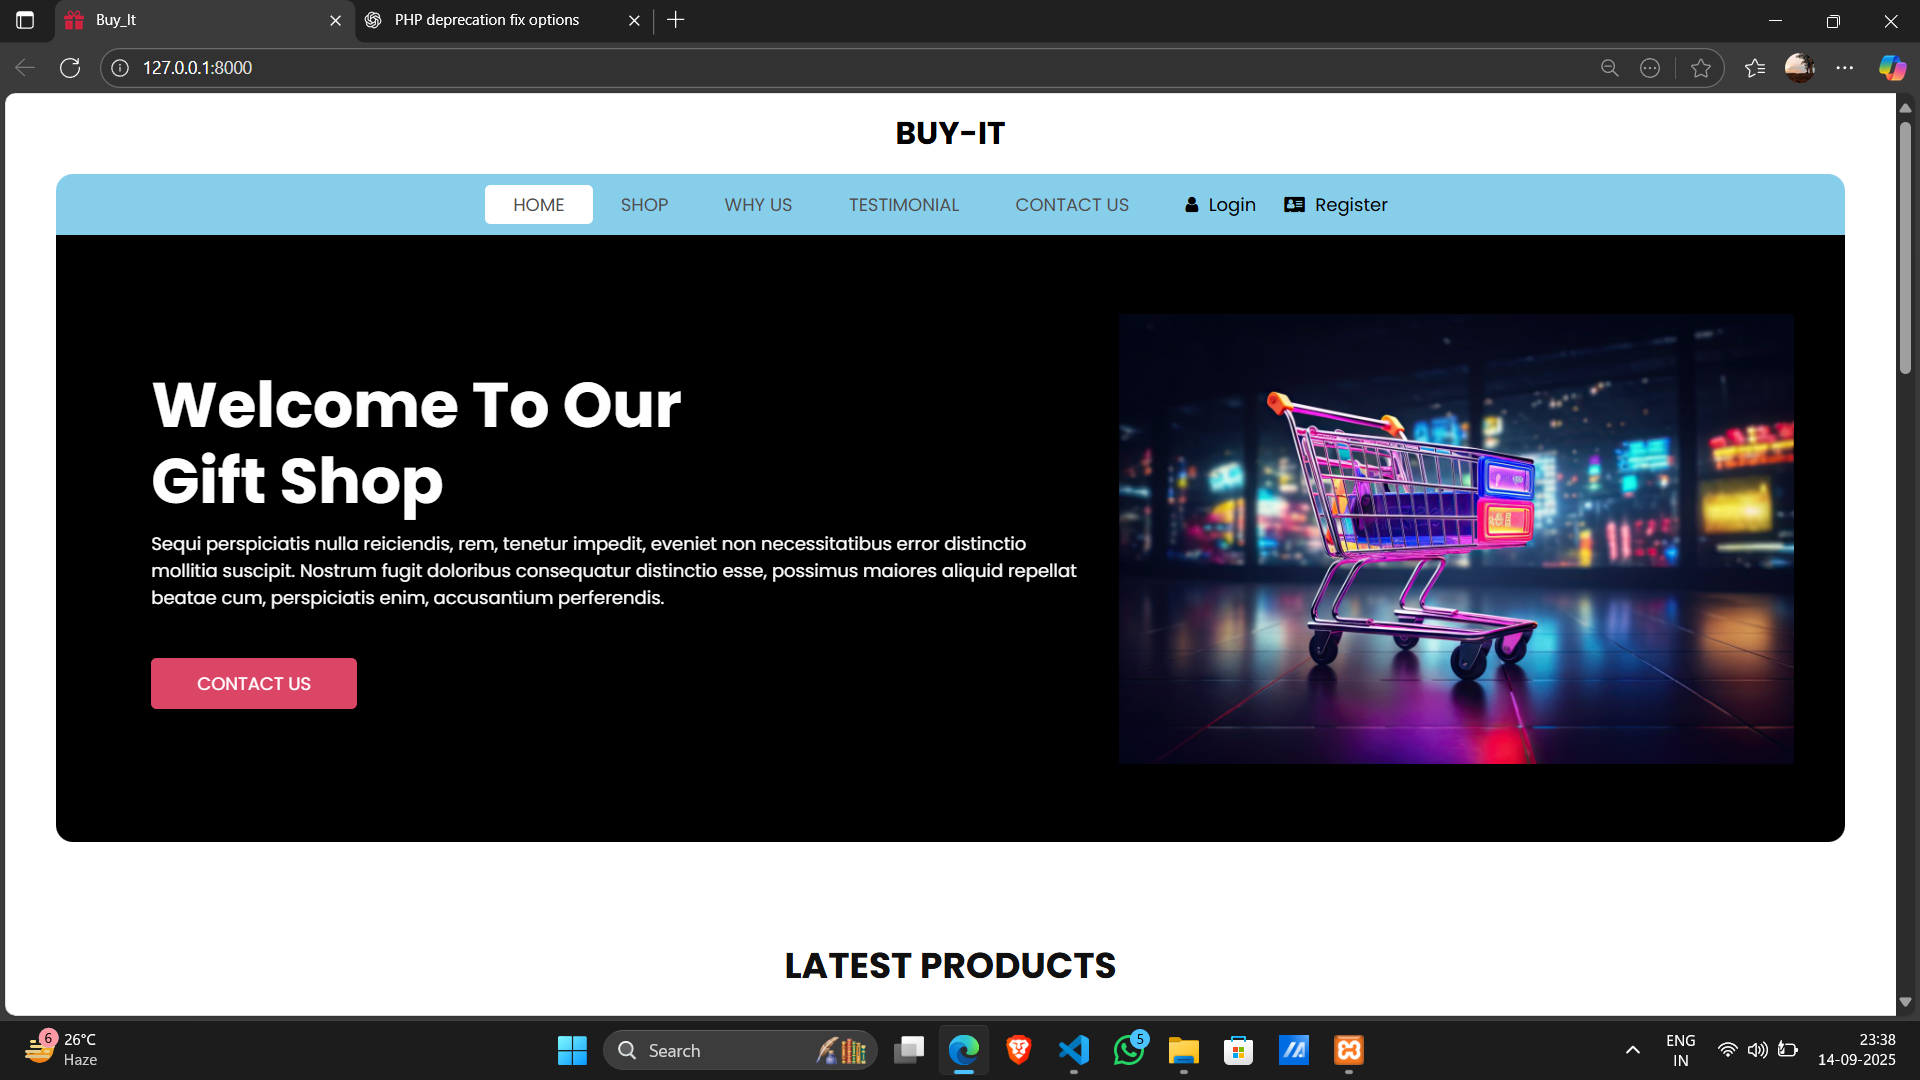 Buy_It
PHP deprecation fix options
127.0.0.1:8000
BUY-IT
HOME
SHOP
WHY US
TESTIMONIAL
CONTACT US
Login
Register
Welcome To Our
Gift Shop
Sequi perspiciatis nulla reiciendis, rem, tenetur impedit, eveniet non necessitatibus error distinctio
mollitia suscipit. Nostrum fugit doloribus consequatur distinctio esse, possimus maiores aliquid repellat
beatae cum, perspiciatis enim, accusantium perferendis.
CONTACT US
LATEST PRODUCTS
6
26°C
Haze
Search
5
ENG
IN
23:38
14-09-2025